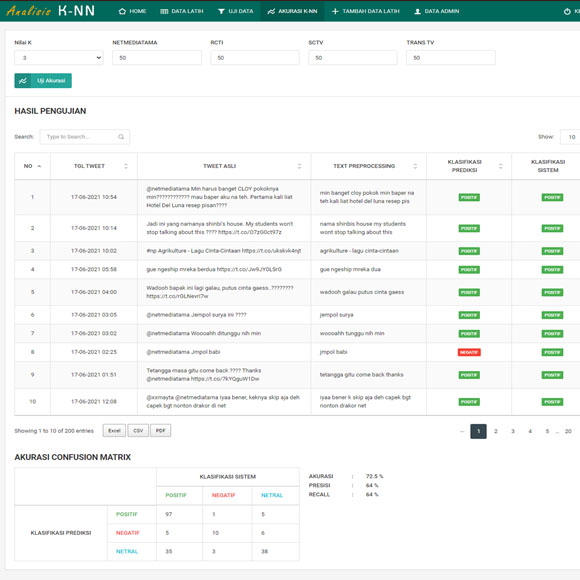 Analisis K-NN HOME DATA LATIH UJI DATA AKURASI K-NN TAMBAH DATA LATIH DATA ADMIN
Nilai K NETMEDIATAMA RCTI SCTV TRANS TV
3 50 50 50 50
Uji Akurasi
HASIL PENGUJIAN
Search: Type to Search... Show: 10
NO TGL TWEET TWEET ASLI TEXT PREPROCESSING KLASIFIKASI PREDIKSI KLASIFIKASI SISTEM
1 17-06-2021 10:54 @netmediatama Min harus banget CLOY pokoknya
min???????????? mau baper aku na teh. Pertama kali liat
Hotel Del Luna resep pisan????
min banget cloy pokok min baper na
teh kali liat hotel del luna resep pis
POSITIF POSITIF
2 17-06-2021 10:14 Jadi ini yang namanya shinbi's house. My students won't
stop talking about this ???? https://t.co/O7zG0ct97z
nama shinbis house my students
wont stop talking about this
POSITIF POSITIF
3 17-06-2021 10:02 #np Agrikulture - Lagu Cinta-Cintaan https://t.co/ukskvk4njt agrikulture - lagu cinta-cintaan POSITIF POSITIF
4 17-06-2021 05:58 gue ngeship mreka berdua https://t.co/Jw9JYGLSrG gue ngeship mreka dua POSITIF POSITIF
5 17-06-2021 04:00 Wadooh bapak ini lagi galau, putus cinta gaess .????????
https://t.co/rGLNevrI7w
wadooh galau putus cinta gaess
POSITIF POSITIF
6 17-06-2021 03:05 @netmediatama Jempol surya ini ???? jempol surya POSITIF POSITIF
7 17-06-2021 03:02 @netmediatama Woooahh ditunggu nih min woooahh tunggu nih min POSITIF POSITIF
8 17-06-2021 02:25 @netmediatama Jmpol babi jmpol babi NEGATIF POSITIF
9 17-06-2021 01:51 Tetangga masa gitu come back ???? Thanks
@netmediatama https://t.co/7kYQguW1Dw
tetangga gitu come back thanks
POSITIF POSITIF
10 17-06-2021 12:08 @xxmayta @netmediatama Iyaa bener, keknya skip aja deh
capek bgt nonton drakor di net
iyaa bener k skip aja deh capek bgt
nonton drakor net
POSITIF POSITIF
Showing 1 to 10 of 200 entries Excel CSV PDF 1 2 3 4 5 ... 20
AKURASI CONFUSION MATRIX
KLASIFIKASI SISTEM
POSITIF NEGATIF NETRAL
KLASIFIKASI PREDIKSI
POSITIF 97 1 5
NEGATIF 5 10 6
NETRAL 35 3 38
AKURASI : 72.5 %
PRESISI : 64 %
RECALL : 64 %